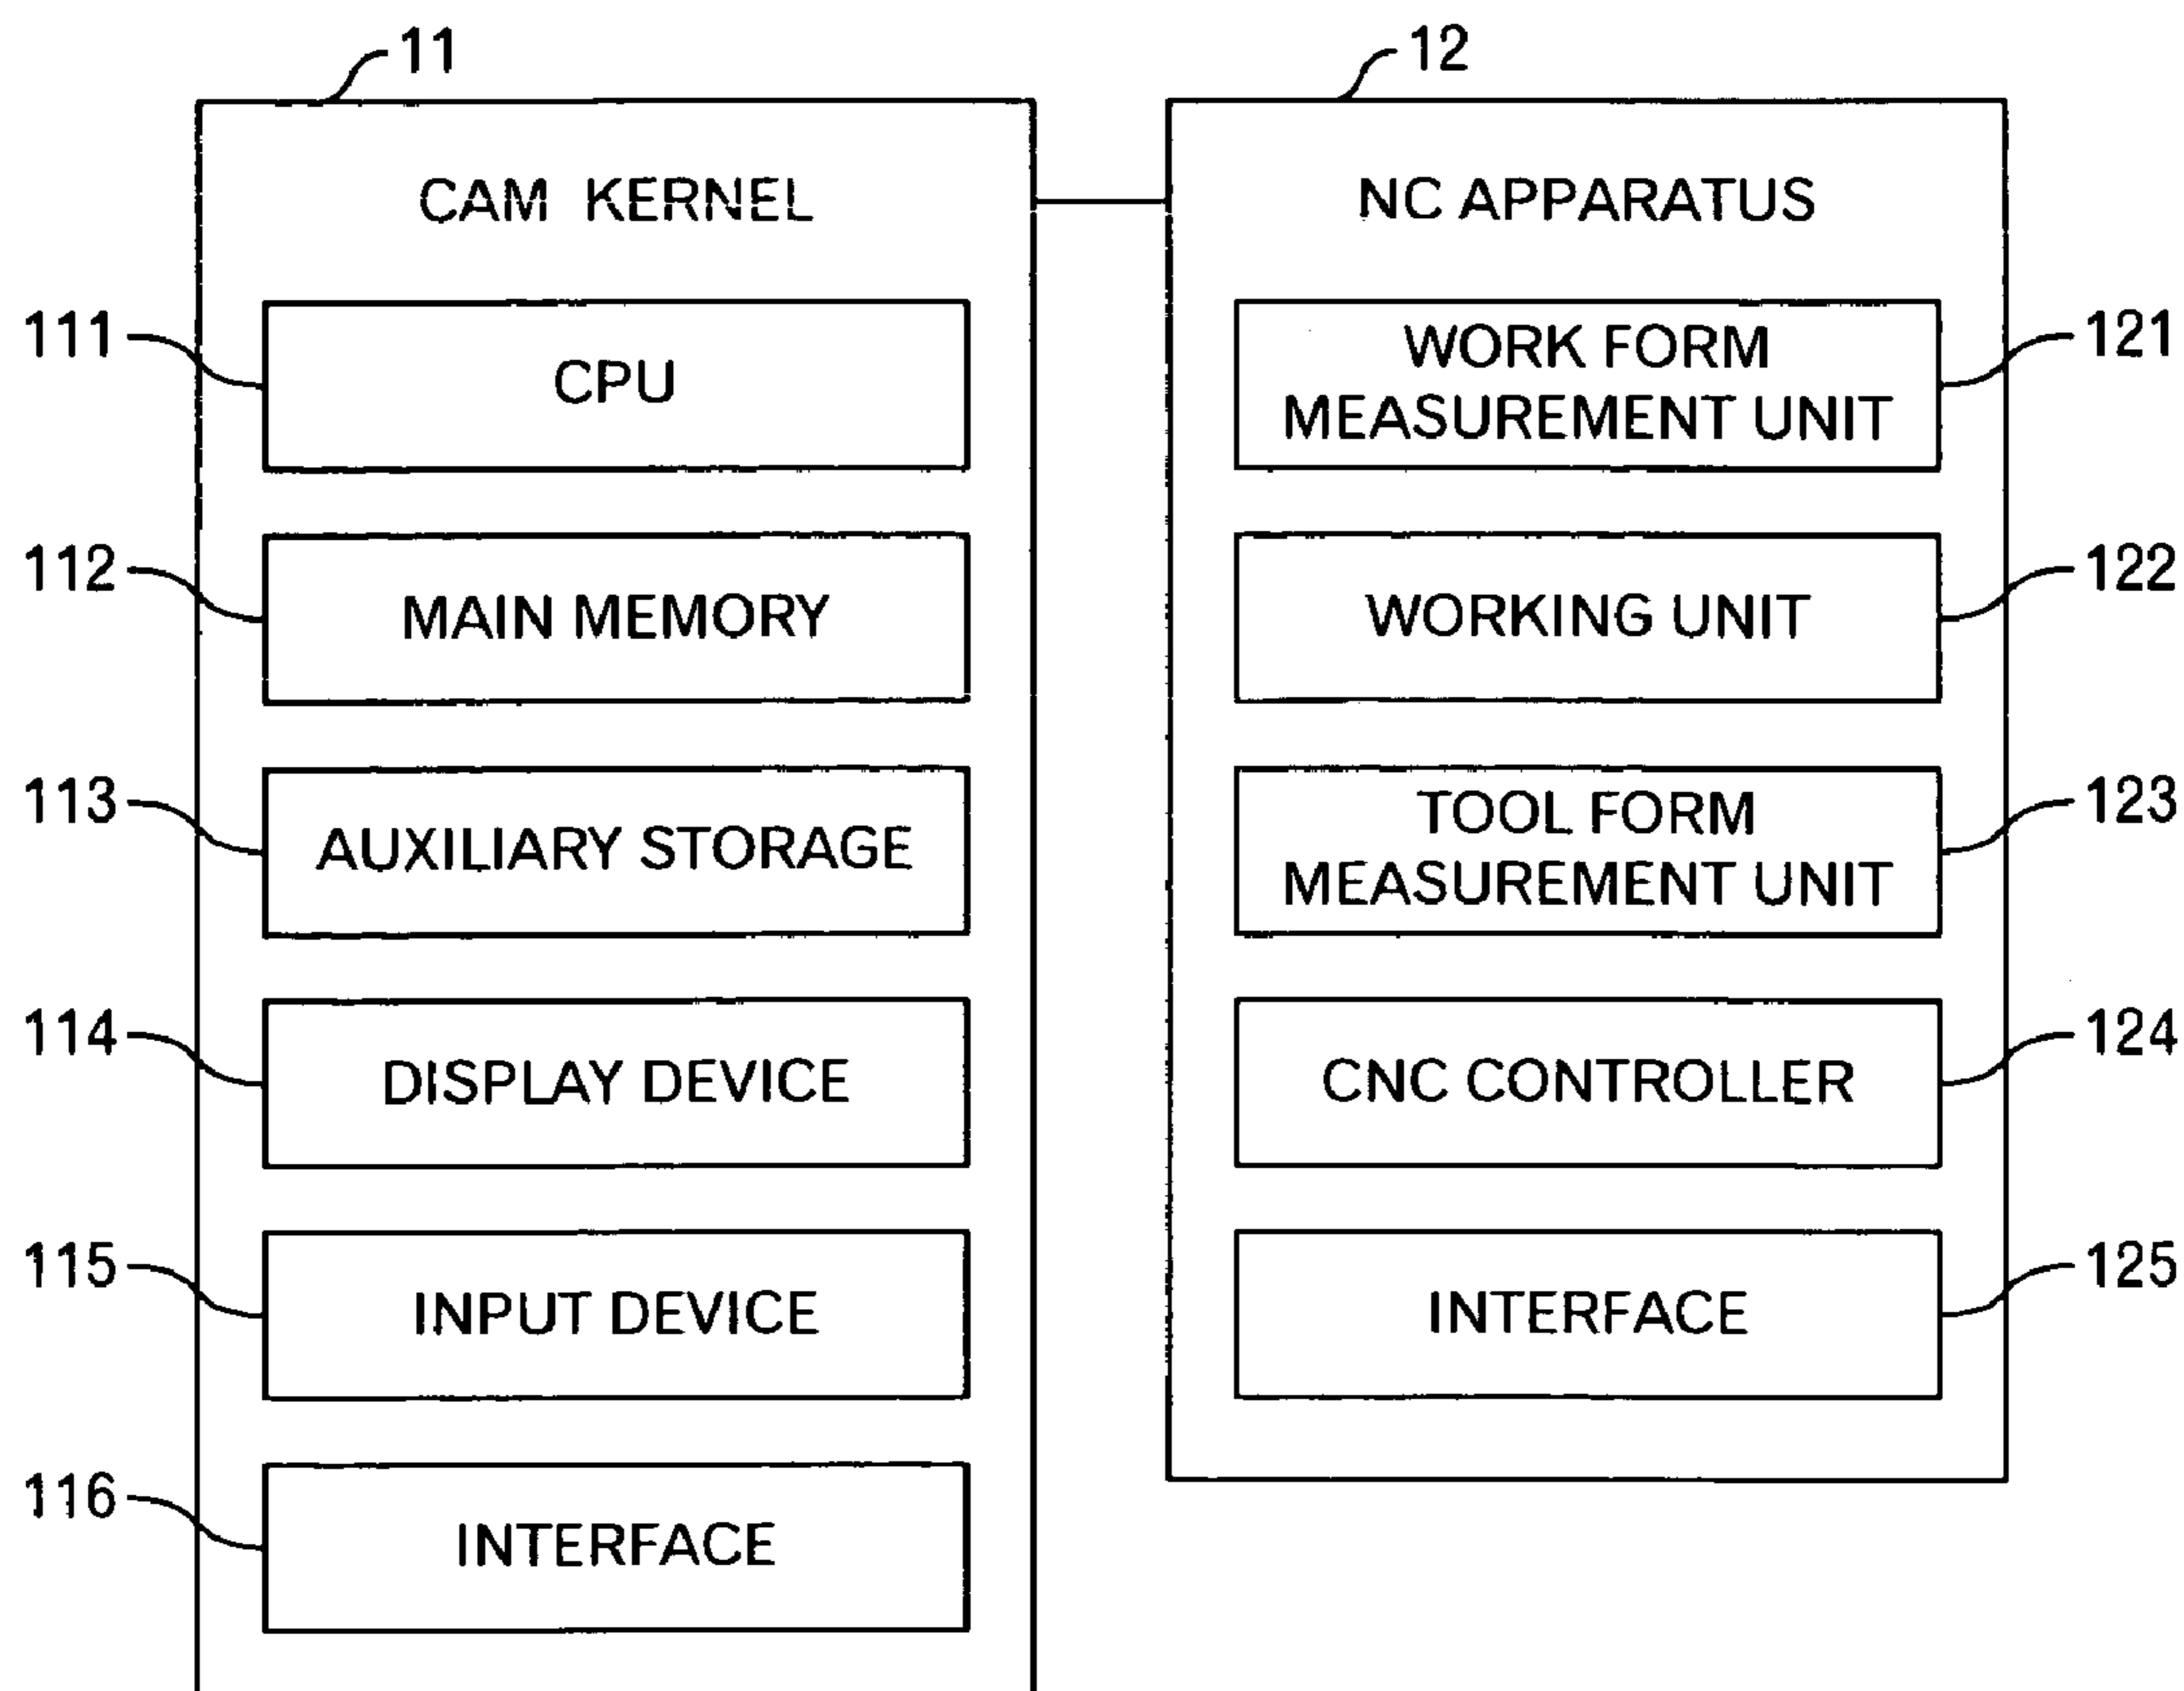 11
CAM KERNEL
111
CPU
112
MAIN MEMORY
113
AUXILIARY STORAGE
114
DISPLAY DEVICE
115
INPUT DEVICE
116
INTERFACE
12
NC APPARATUS
WORK FORM
MEASUREMENT UNIT
121
WORKING UNIT
122
TOOL FORM
MEASUREMENT UNIT
123
CNC CONTROLLER
124
INTERFACE
125